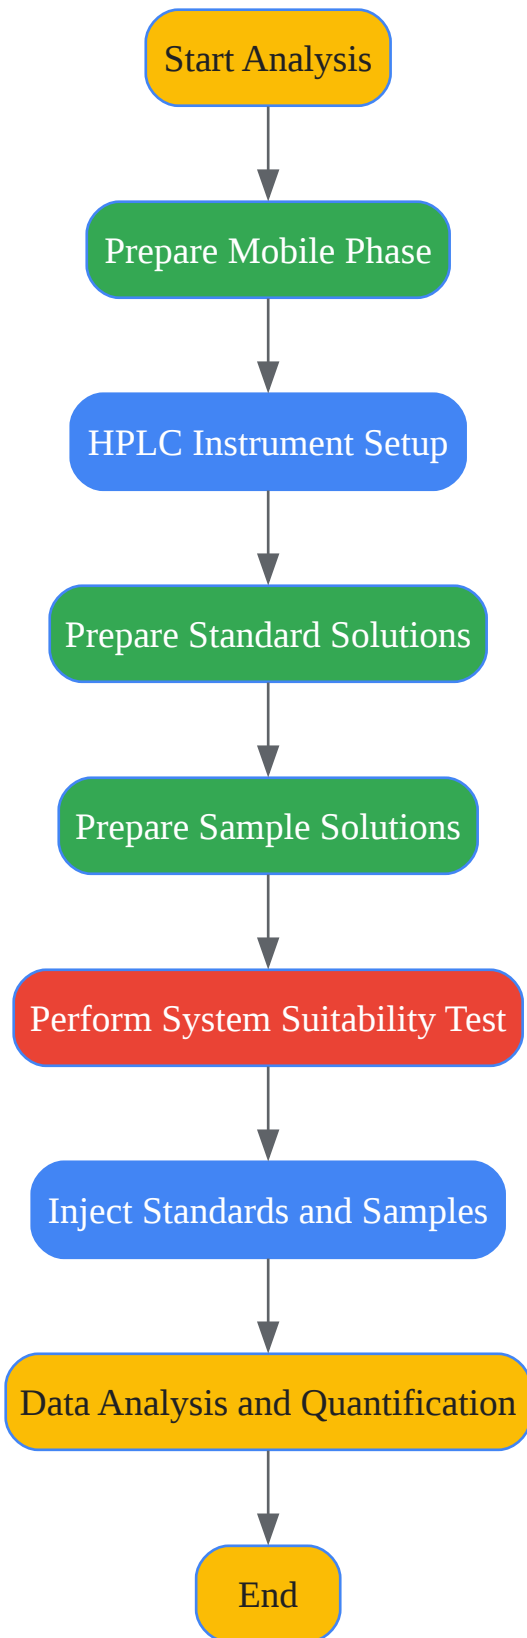 Start Analysis
Prepare Mobile Phase
HPLC Instrument Setup
Prepare Standard Solutions
Prepare Sample Solutions
Perform System Suitability Test
Inject Standards and Samples
Data Analysis and Quantification
End